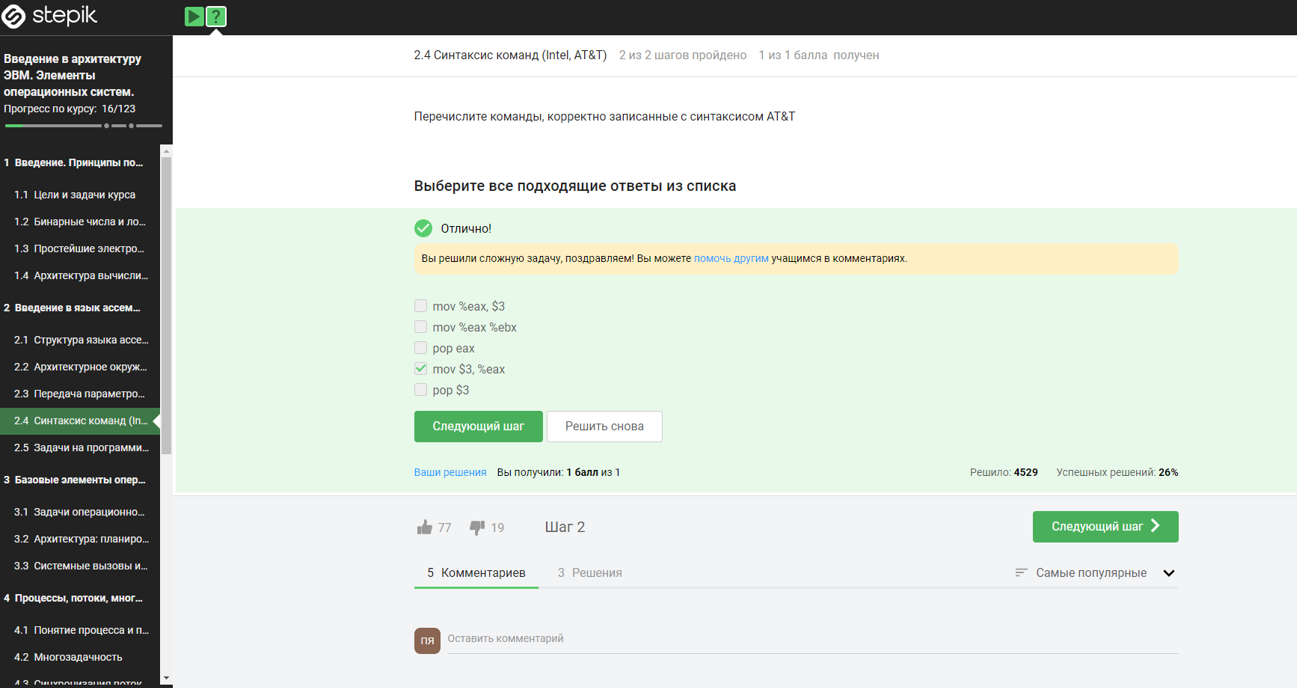 stepik
?
Введение в архитектуру
ЭВМ. Элементы
операционных систем.
Прогресс по курсу: 16/123
1 Введение. Принципы по...
1.1 Цели и задачи курса
1.2 Бинарные числа и ло...
1.3 Простейшие электро...
1.4 Архитектура вычисли...
2 Введение в язык ассем...
2.1 Структура языка ассе...
2.2 Архитектурное окруж...
2.3 Передача параметро...
2.4 Синтаксис команд (In...
2.5 Задачи на программи...
3 Базовые элементы опер...
3.1 Задачи операционно...
3.2 Архитектура: планиро...
3.3 Системные вызовы и...
4 Процессы, потоки, мног...
4.1 Понятие процесса и п...
4.2 Многозадачность
4.3 Синхронизация поток...
2.4 Синтаксис команд (Intel, AT&T) 2 из 2 шагов пройдено 1 из 1 балла получен
Перечислите команды, корректно записанные с синтаксисом AT&T
Выберите все подходящие ответы из списка
Отлично!
Вы решили сложную задачу, поздравляем! Вы можете помочь другим учащимся в комментариях.
mov %eax, $3
mov %eax %ebx
pop eax
mov $3, %eax
pop $3
Следующий шаг Решить снова
Ваши решения Вы получили: 1 балл из 1 Решило: 4529 Успешных решений: 26%
77 19 Шаг 2 Следующий шаг
5 Комментариев 3 Решения Самые популярные
ПЯ Оставить комментарий